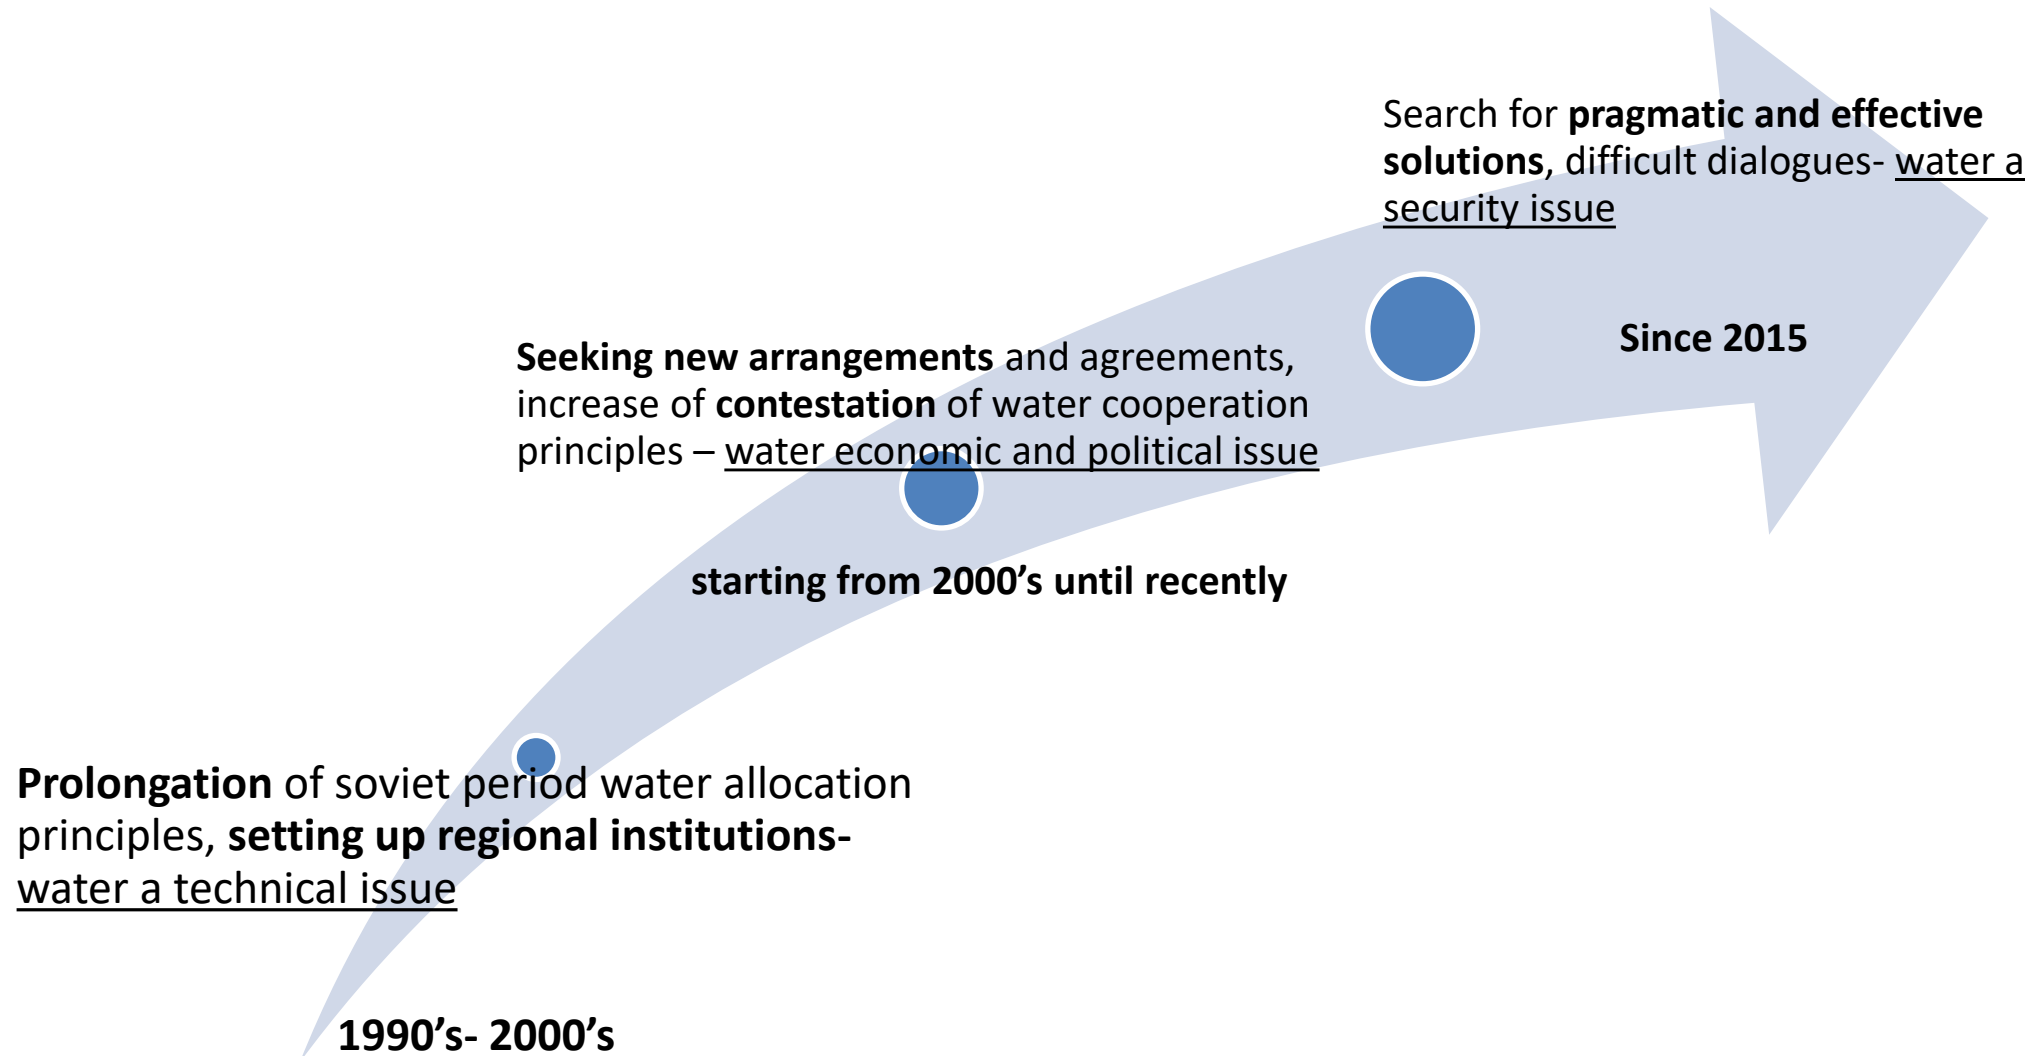 Search for pragmatic and effective
solutions, difficult dialogues- water a
security issue
Since 2015
Seeking new arrangements and agreements,
increase of contestation of water cooperation
principles – water economic and political issue
starting from 2000’s until recently
Prolongation of soviet period water allocation
principles, setting up regional institutions-
water a technical issue
1990’s- 2000’s